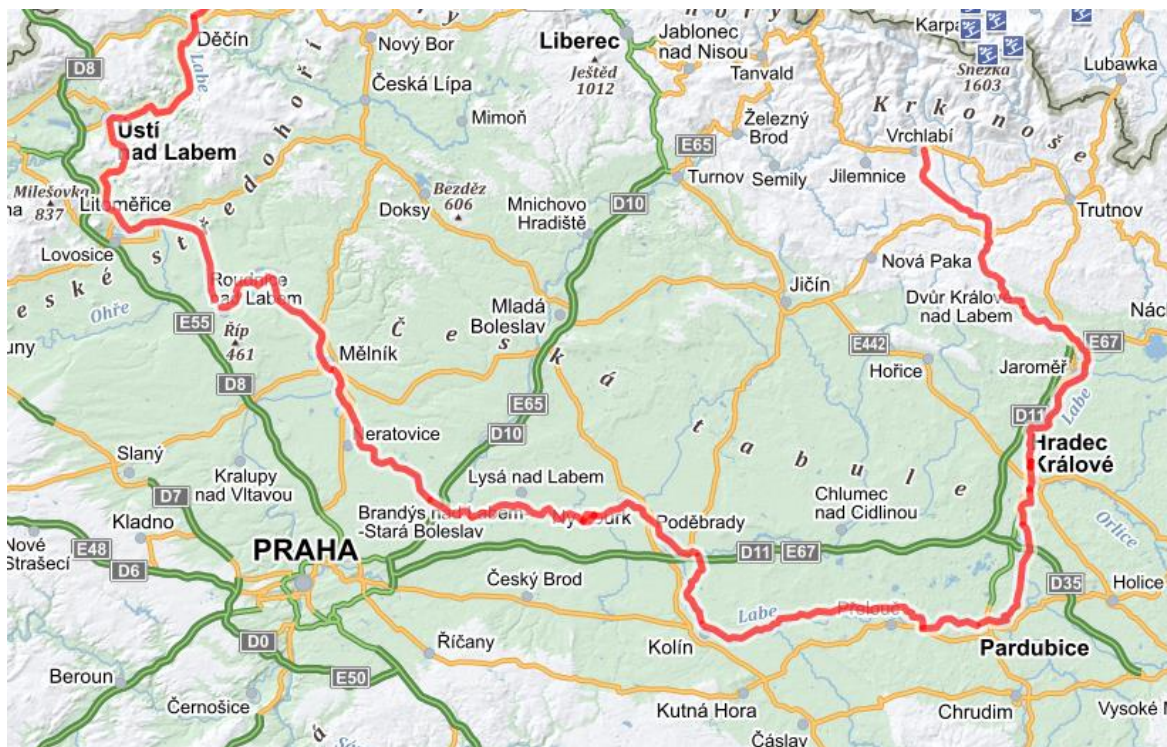 Děčín
Nový Bor
Liberec
Jablonec
nad Nisou
Tanvald
Sněžka
1603
Lubawka
D8
Labe
Česká Lípa
Ještěd
1012
Krkonoše
Ústí
nad Labem
Mimoň
Železný
Brod
Vrchlabí
E65
Turnov
Semily
Jilemnice
Milešovka
837
Litoměřice
Bezděz
606
Doksy
Mnichovo
Hradiště
D10
Trutnov
Lovosice
Nová Paka
Roudnice
nad Labem
Jičín
Dvůr Králové
nad Labem
Ohře
E55
Říp
461
Mladá
Boleslav
E442
E67
Mělník
Česká tabule
Hořice
Jaroměř
D8
E65
D11
Labe
D10
Neratovice
Hradec
Králové
Slaný
Kralupy
nad Vltavou
Lysá nad Labem
Chlumec
nad Cidlinou
D7
Brandýs nad Labem
-Stará Boleslav
Nymburk
Poděbrady
Orlice
Kladno
Nové
Strašecí
E48
D6
PRAHA
D11
E67
Český Brod
D35
Holice
Labe
Přelouč
D0
Říčany
Kolín
Pardubice
Beroun
E50
Černošice
Kutná Hora
Chrudim
Vysoké
Čáslav